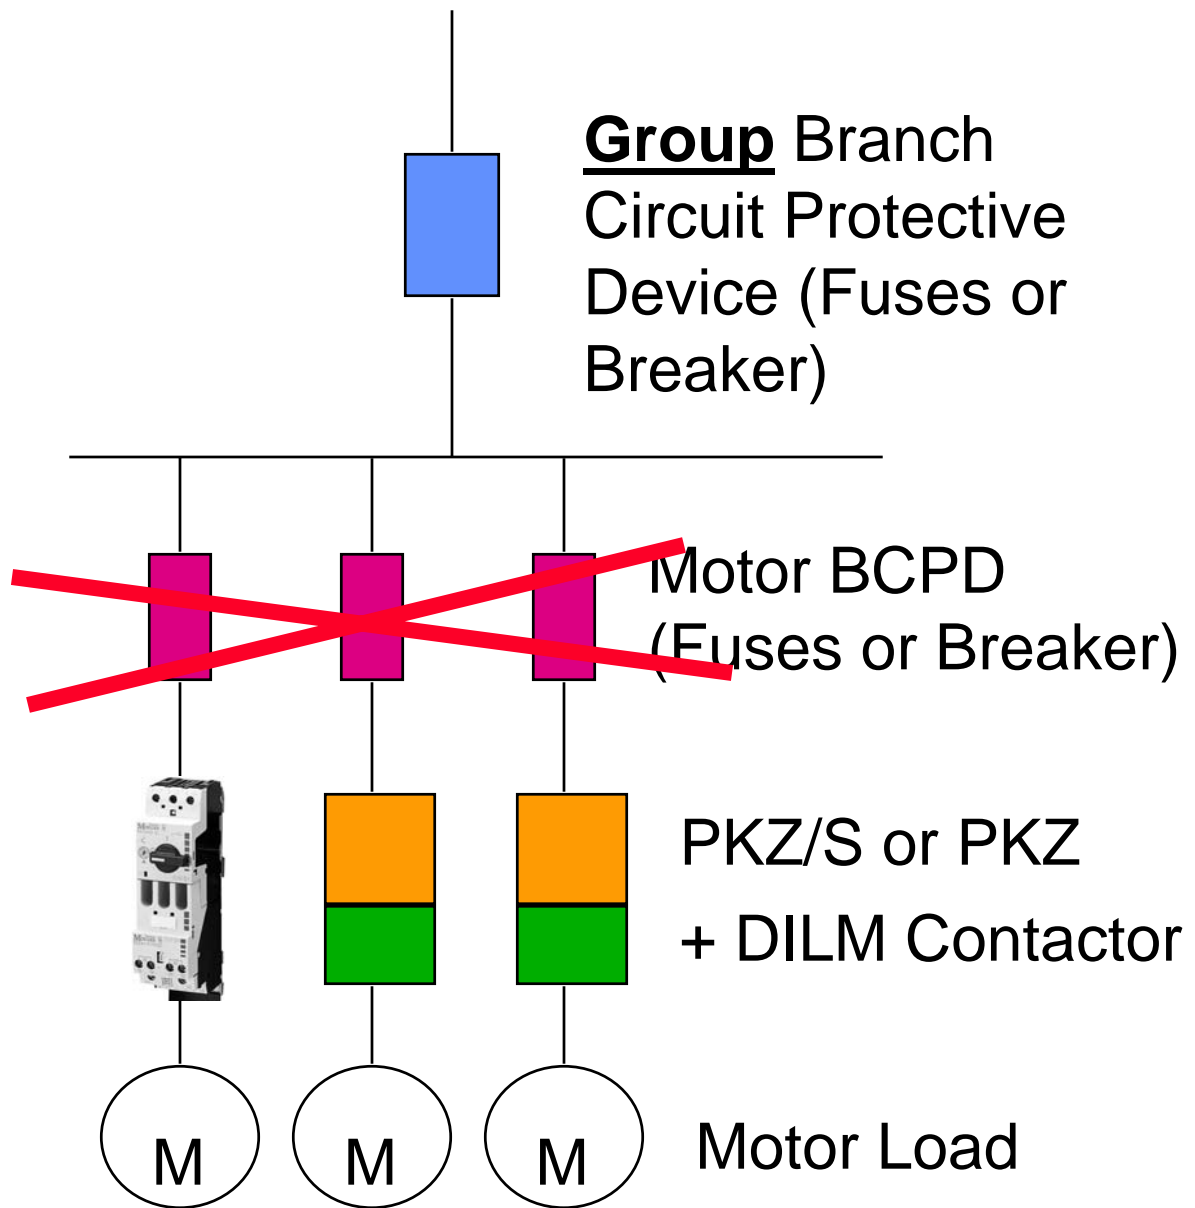 Group Branch
Circuit Protective
Device (Fuses or
Breaker)
Motor BCPD
(Fuses or Breaker)
PKZ/S or PKZ
+ DILM Contactor
M M M
Motor Load